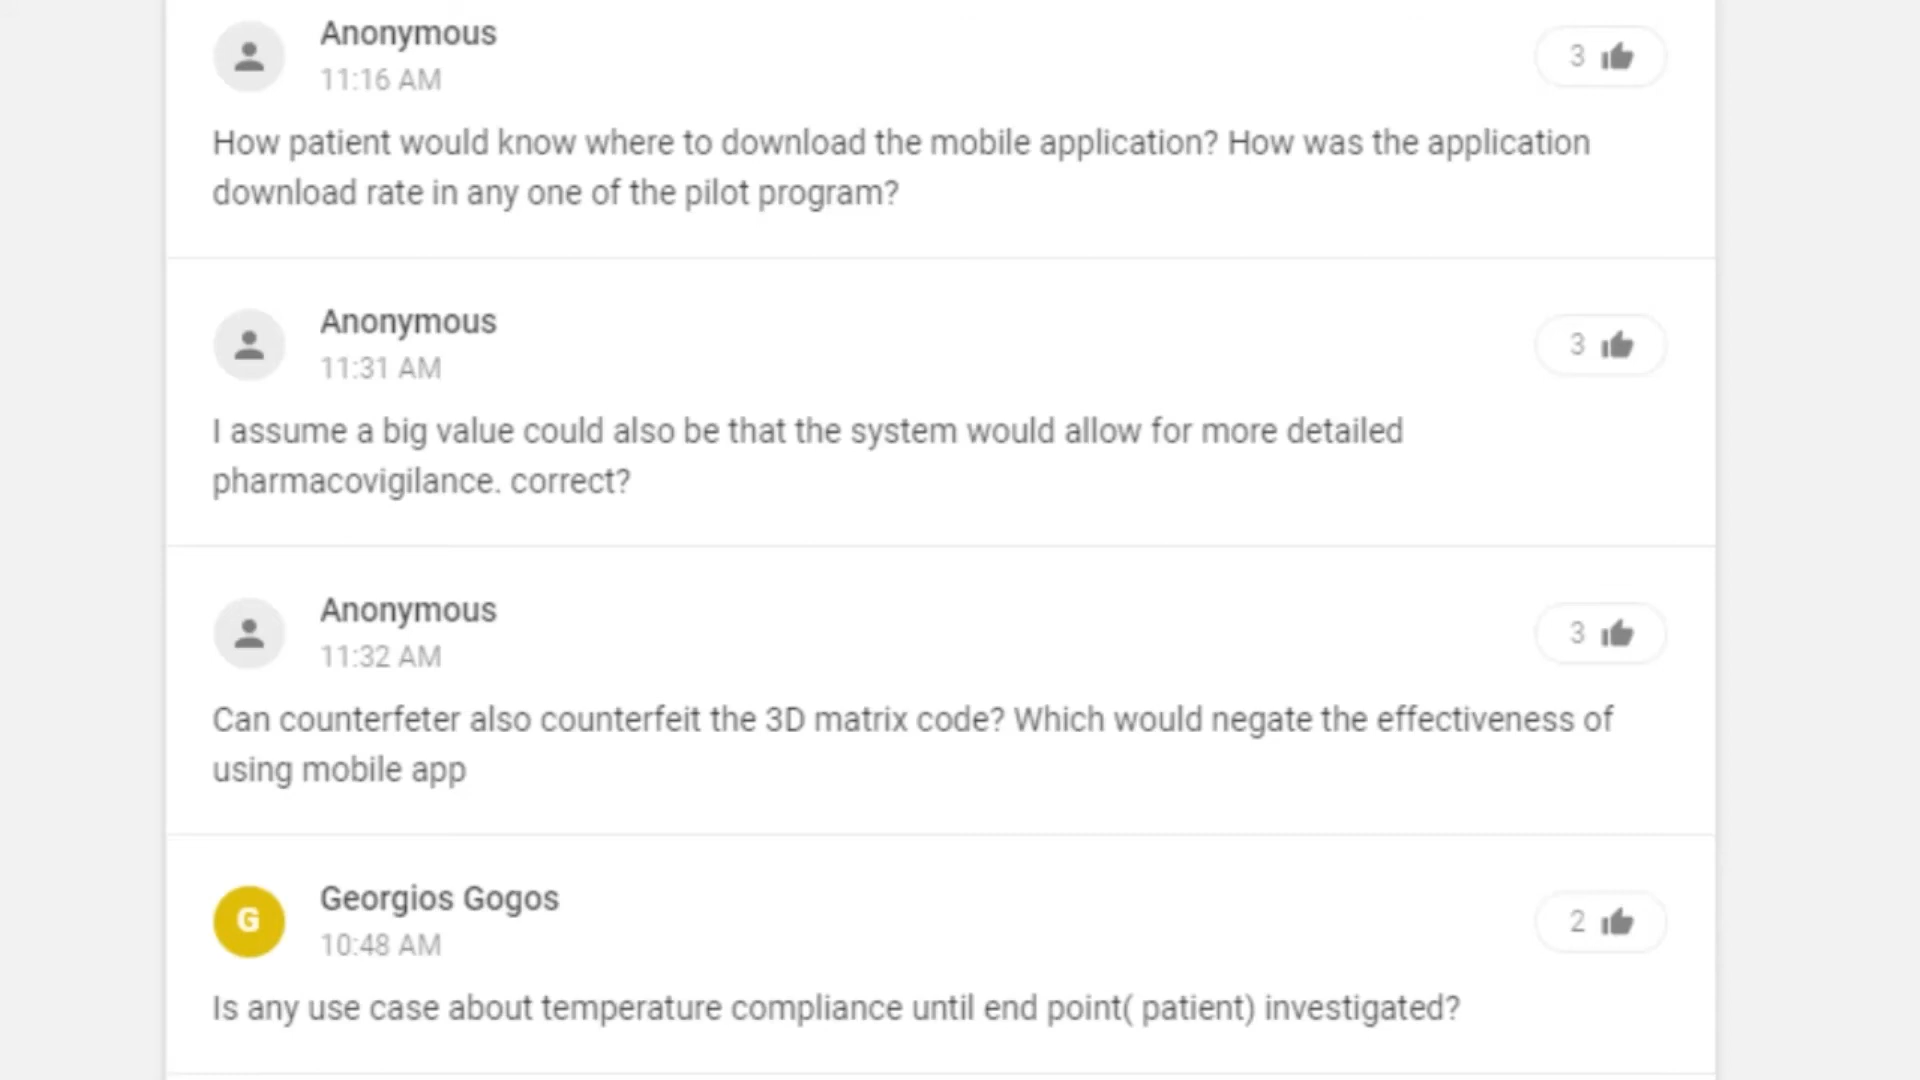 Anonymous
11:16 AM
3
How patient would know where to download the mobile application? How was the application
download rate in any one of the pilot program?
Anonymous
11:31 AM
3
I assume a big value could also be that the system would allow for more detailed
pharmacovigilance. correct?
Anonymous
11:32 AM
3
Can counterfeter also counterfeit the 3D matrix code? Which would negate the effectiveness of
using mobile app
G
Georgios Gogos
10:48 AM
2
Is any use case about temperature compliance until end point( patient) investigated?